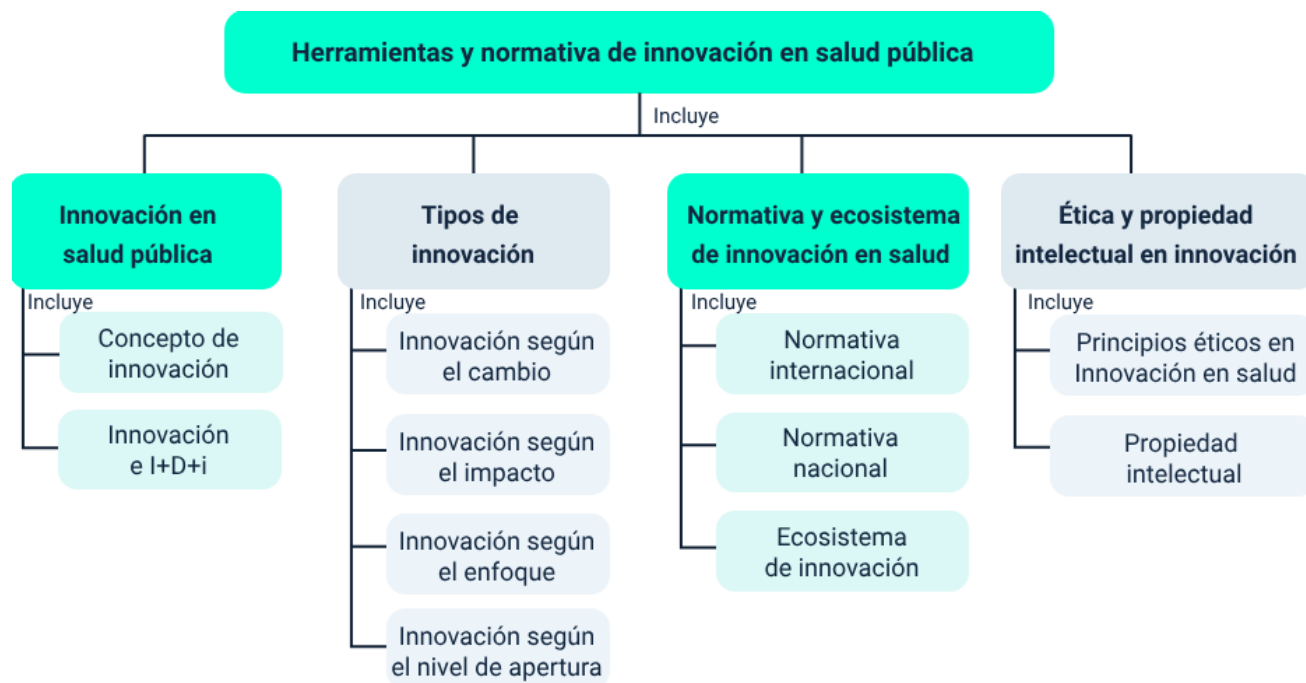 Herramientas y normativa de innovación en salud pública
Incluye
Innovación en
salud pública
Incluye
Concepto de
innovación
Innovación
e I+D+i
Tipos de
innovación
Incluye
Innovación según
el cambio
Innovación según
el impacto
Innovación según
el enfoque
Innovación según
el nivel de apertura
Normativa y ecosistema
de innovación en salud
Incluye
Normativa
internacional
Normativa
nacional
Ecosistema
de innovación
Ética y propiedad
intelectual en innovación
Incluye
Principios éticos en
Innovación en salud
Propiedad
intelectual